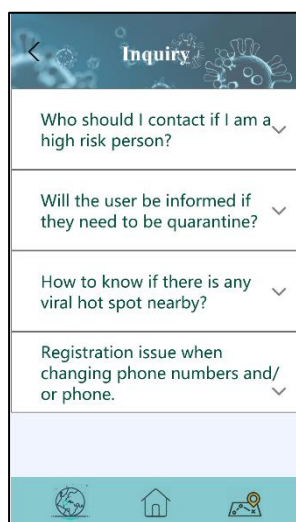 Inquiry
Who should I contact if I am a
high risk person?
Will the user be informed if
they need to be quarantine?
How to know if there is any
viral hot spot nearby?
Registration issue when
changing phone numbers and/
or phone.